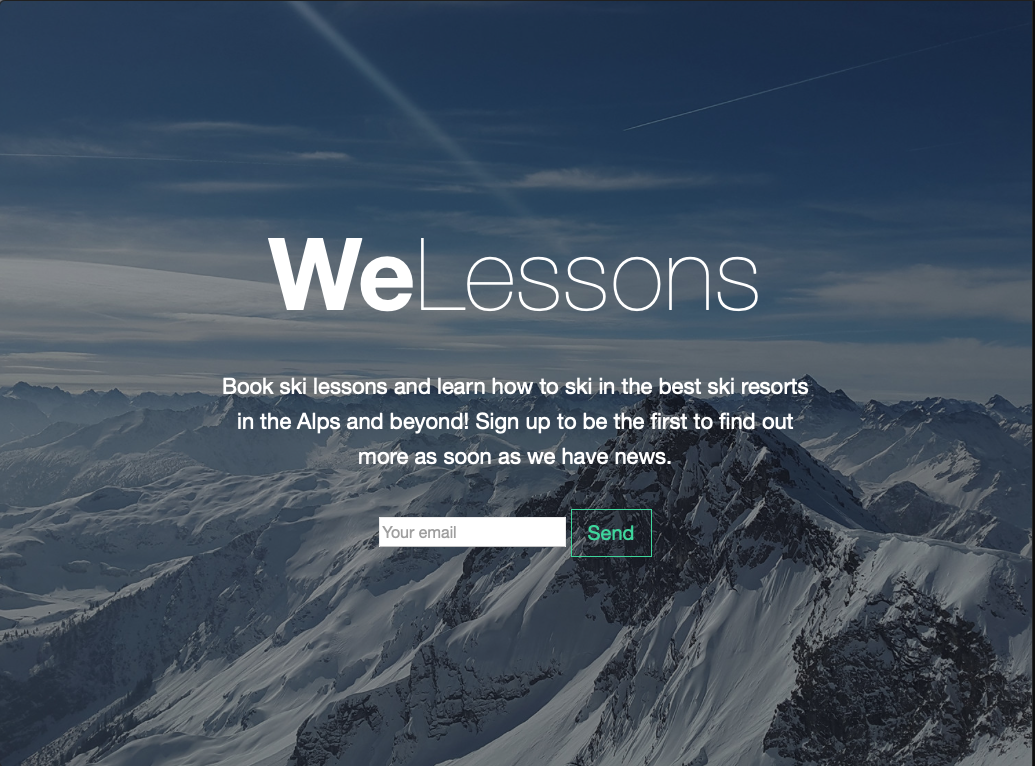 WeLessons
Book ski lessons and learn how to ski in the best ski resorts
in the Alps and beyond! Sign up to be the first to find out
more as soon as we have news.
Your email
Send